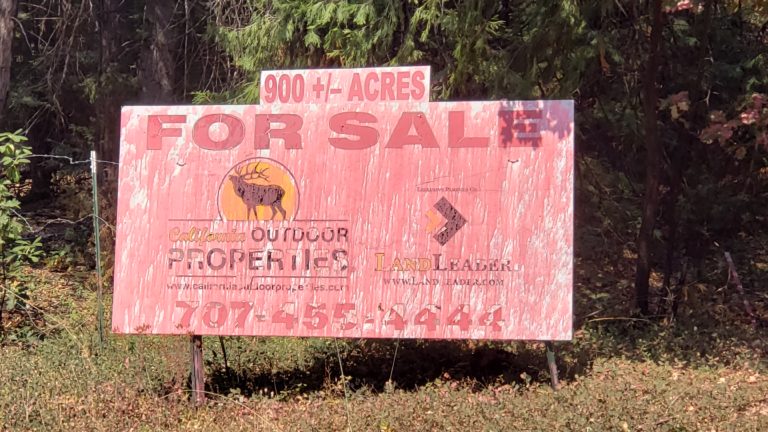 900 +/- ACRES
FOR SALE
California OUTDOOR
PROPERTIES
www.californiaoutdoorproperties.com
707-455-4444
LANDLEADER
WWW.LANDLEADER.COM